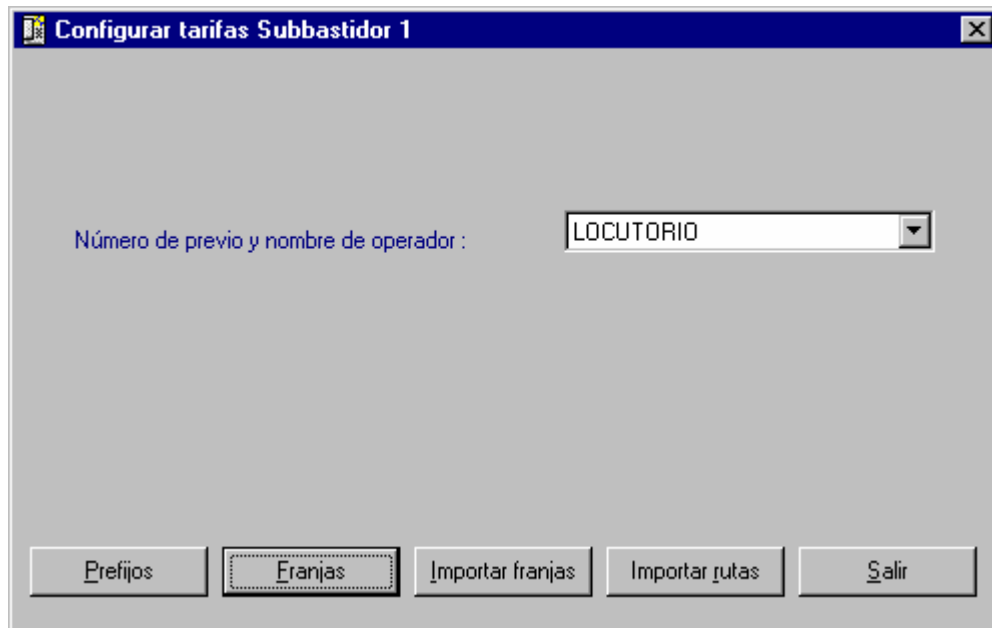 Configurar tarifas Subbastidor 1
Número de previo y nombre de operador :
LOCUTORIO
Prefijos
Franjas
Importar franjas
Importar rutas
Salir